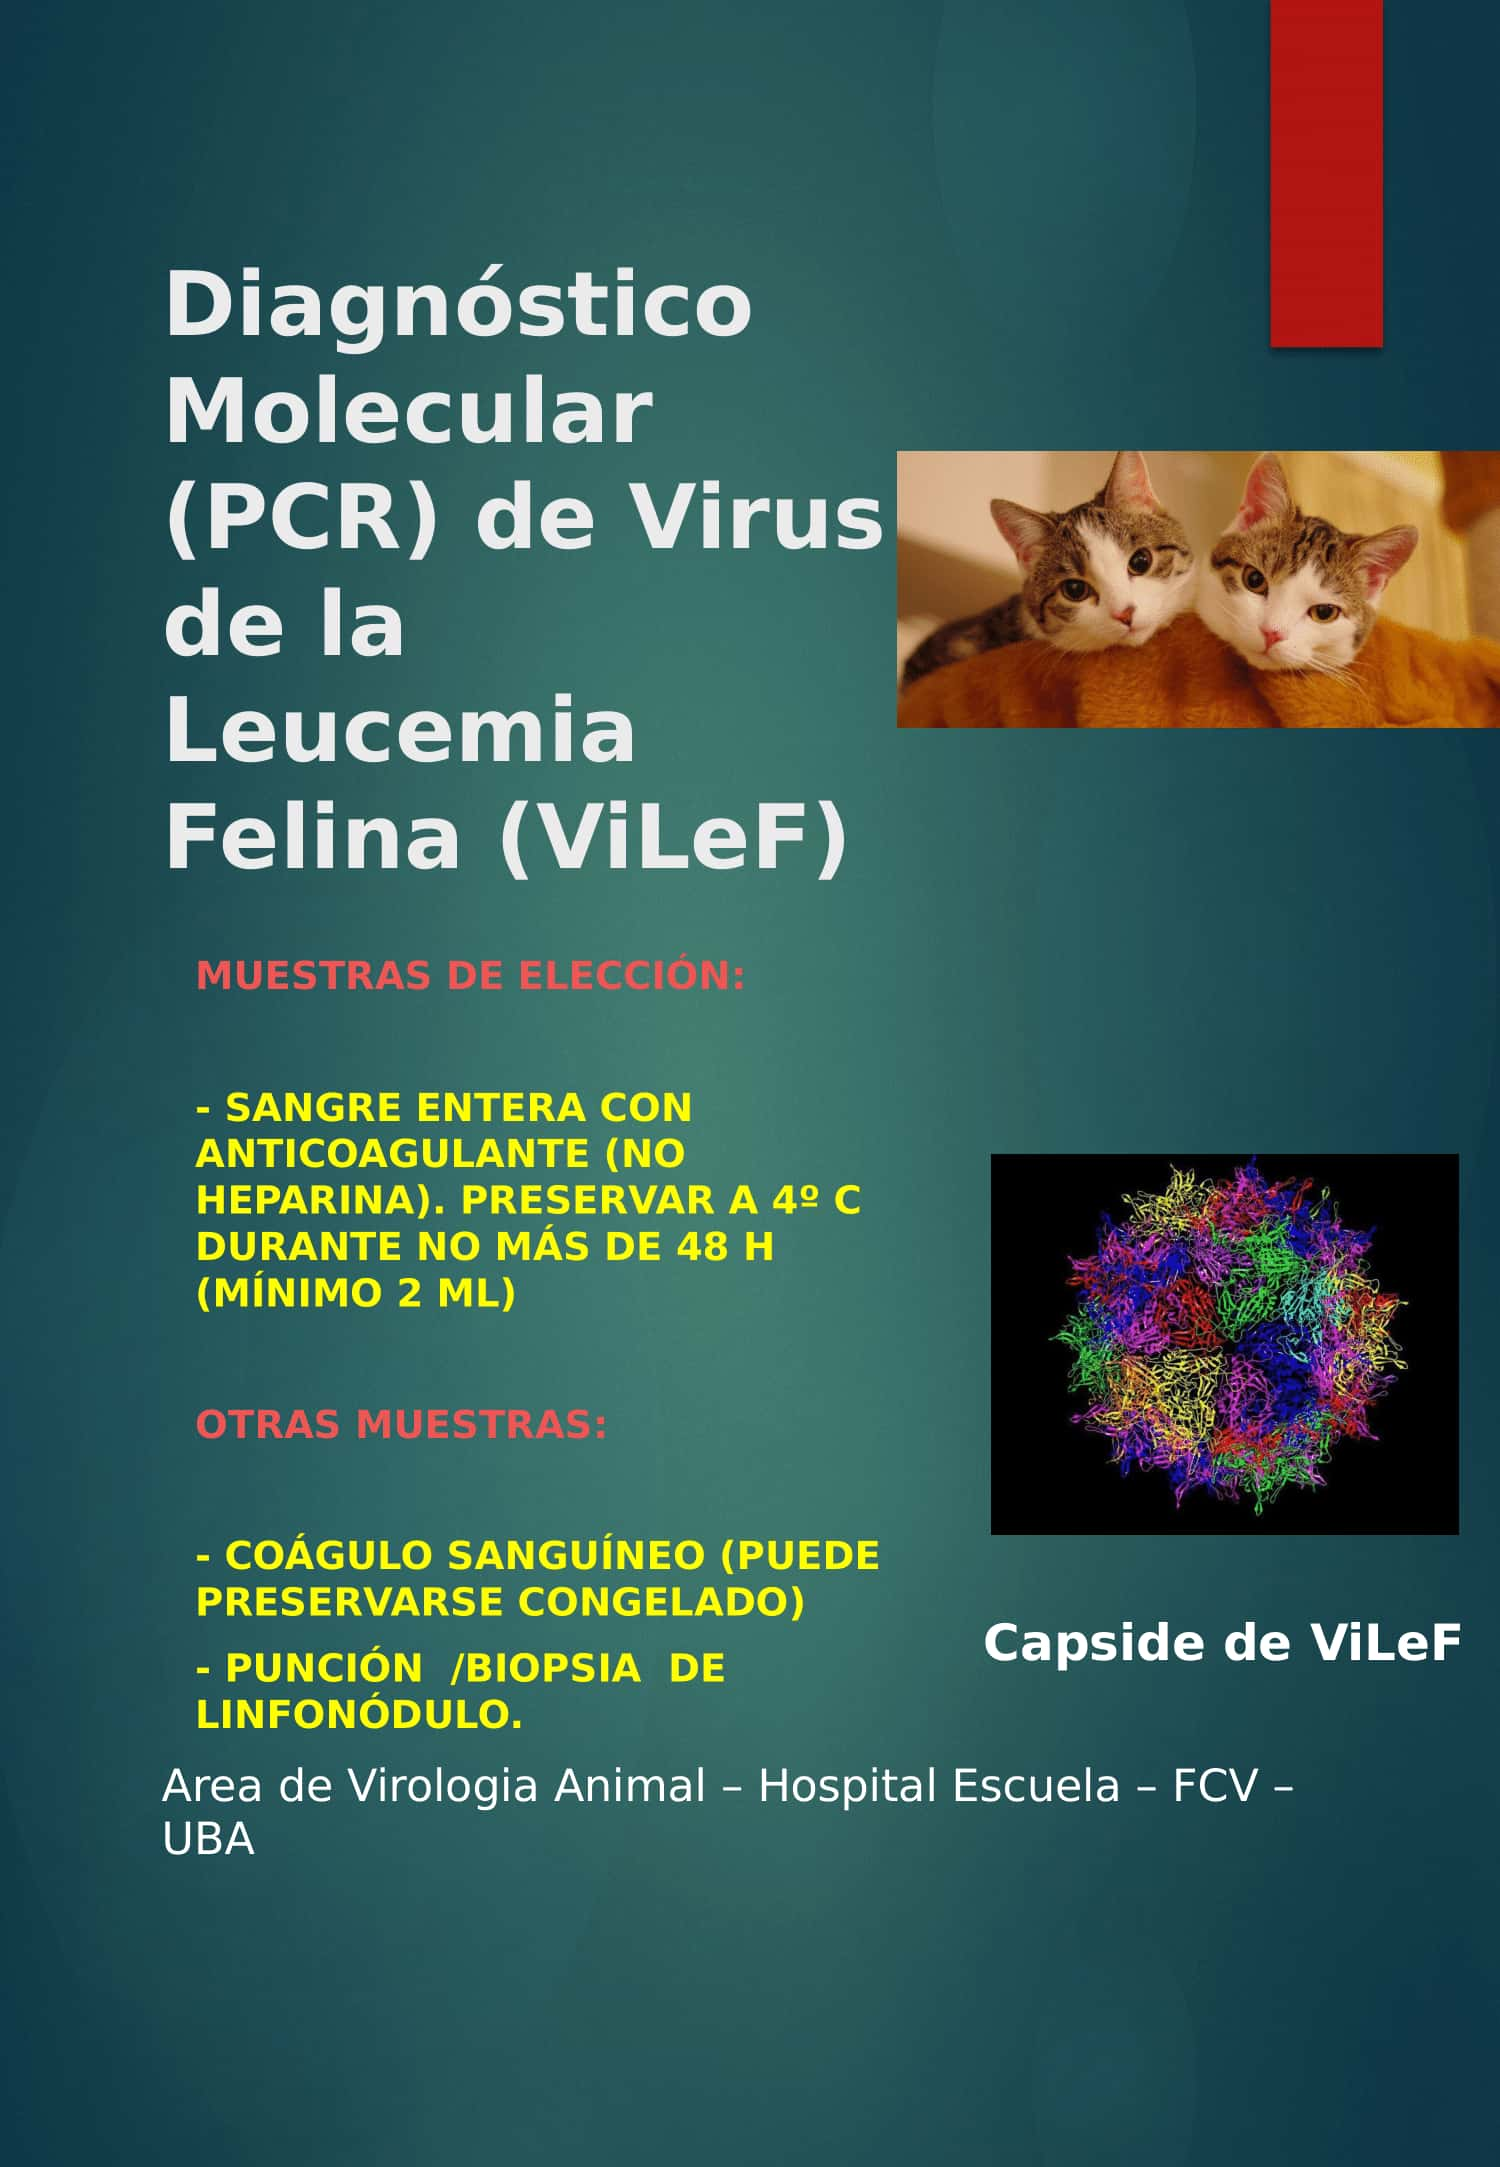 Diagnóstico
Molecular
(PCR) de Virus
de la
Leucemia
Felina (ViLeF)
MUESTRAS DE ELECCIÓN:
- SANGRE ENTERA CON
ANTICOAGULANTE (NO
HEPARINA). PRESERVAR A 4º C
DURANTE NO MÁS DE 48 H
(MÍNIMO 2 ML)
OTRAS MUESTRAS:
- COÁGULO SANGUÍNEO (PUEDE
PRESERVARSE CONGELADO)
- PUNCIÓN  /BIOPSIA  DE
LINFONÓDULO.
Capside de ViLeF
Area de Virologia Animal – Hospital Escuela – FCV –
UBA